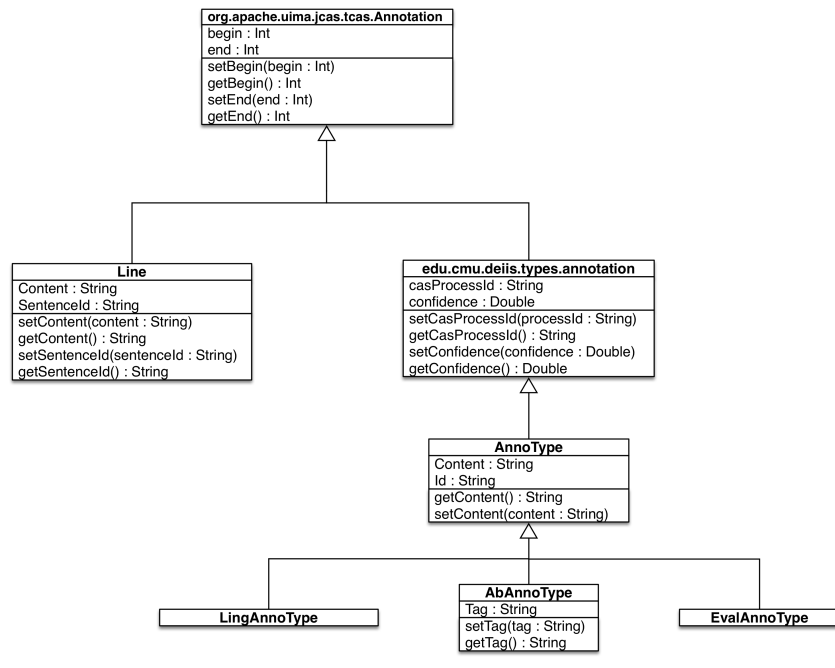 org.apache.uima.jcas.tcas.Annotation
begin : Int
end : Int
setBegin(begin : Int)
getBegin() : Int
setEnd(end : Int)
getEnd() : Int
Line
Content : String
SentenceId : String
setContent(content : String)
getContent() : String
setSentenceId(sentenceId : String)
getSentenceId() : String
edu.cmu.deiis.types.annotation
casProcessId : String
confidence : Double
setCasProcessId(processId : String)
getCasProcessId() : String
setConfidence(confidence : Double)
getConfidence() : Double
AnnoType
Content : String
Id : String
getContent() : String
setContent(content : String)
LingAnnoType
AbAnnoType
Tag : String
setTag(tag : String)
getTag() : String
EvalAnnoType